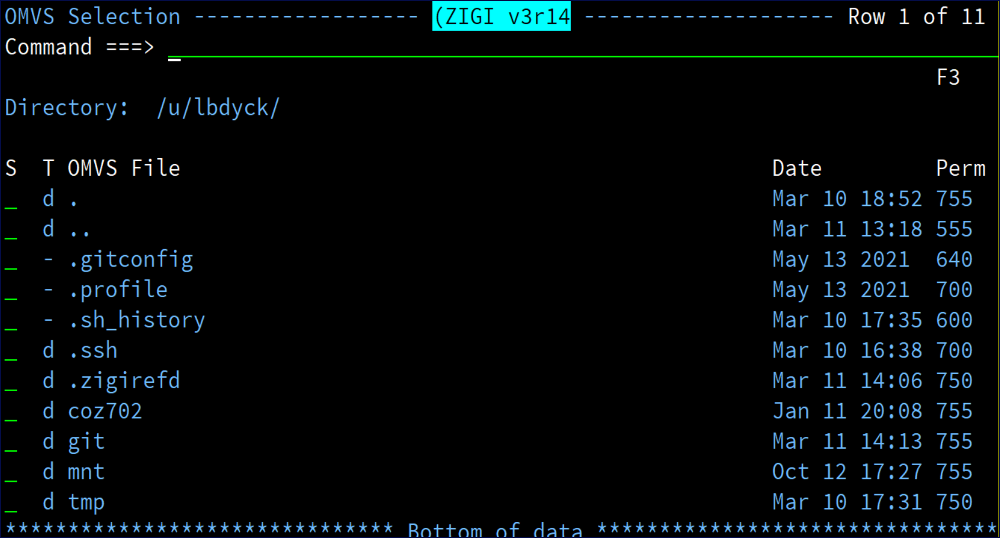 OMVS Selection ------------------ (ZIGI v3r14 -------------------- Row 1 of 11
Command ===> _
F3
Directory:  /u/lbdyck/
S  T OMVS File Date Perm
_  d . Mar 10 18:52 755
_  d .. Mar 11 13:18 555
_  - .gitconfig May 13 2021 640
_  - .profile May 13 2021 700
_  - .sh_history Mar 10 17:35 600
_  d .ssh Mar 10 16:38 700
_  d .zigirefd Mar 11 14:06 750
_  d coz702 Jan 11 20:08 755
_  d git Mar 11 14:13 755
_  d mnt Oct 12 17:27 755
_  d tmp Mar 10 17:31 750
******************************* Bottom of data ********************************